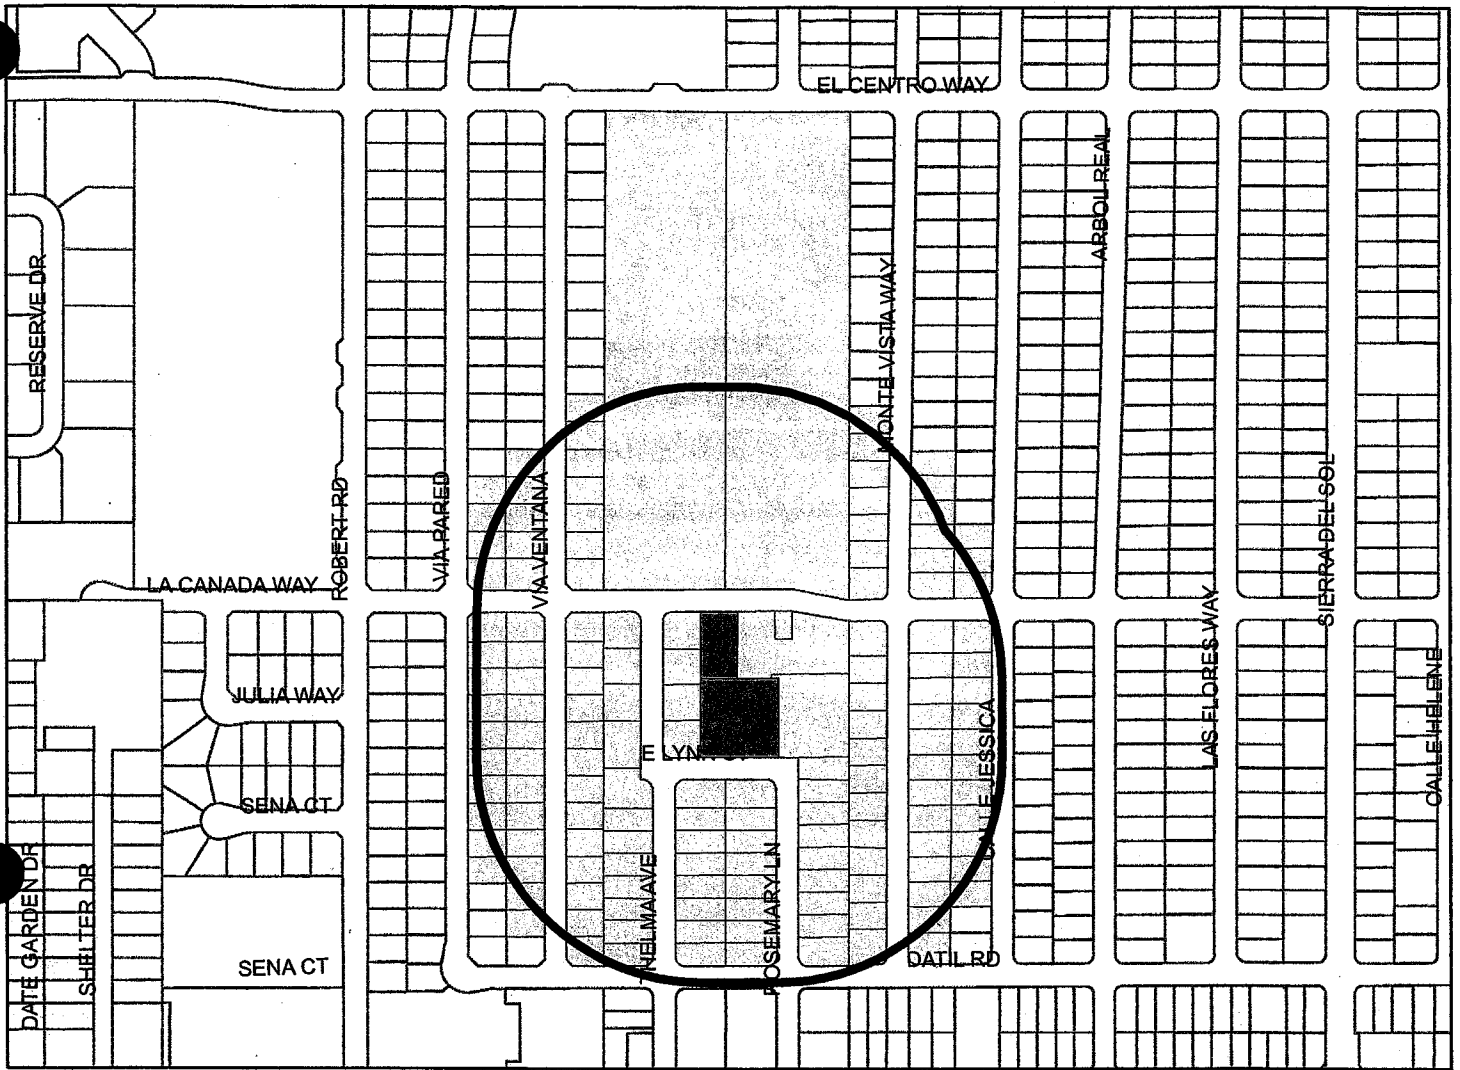 EL CENTRO WAY
ARBOL REAL
RESERVE DR
MONTE VISTA WAY
ROBERT RD
VIA PARED
VIA VENTANA
SIERRA DEL SOL
LA CANADA WAY
LAS FLORES WAY
CALLE HELENE
JULIA WAY
CALLE JESSICA
E LYNN CT
SENA CT
DATE GARDEN DR
SHELTER DR
NELMA AVE
ROSEMARY LN
SENA CT
DATIL RD